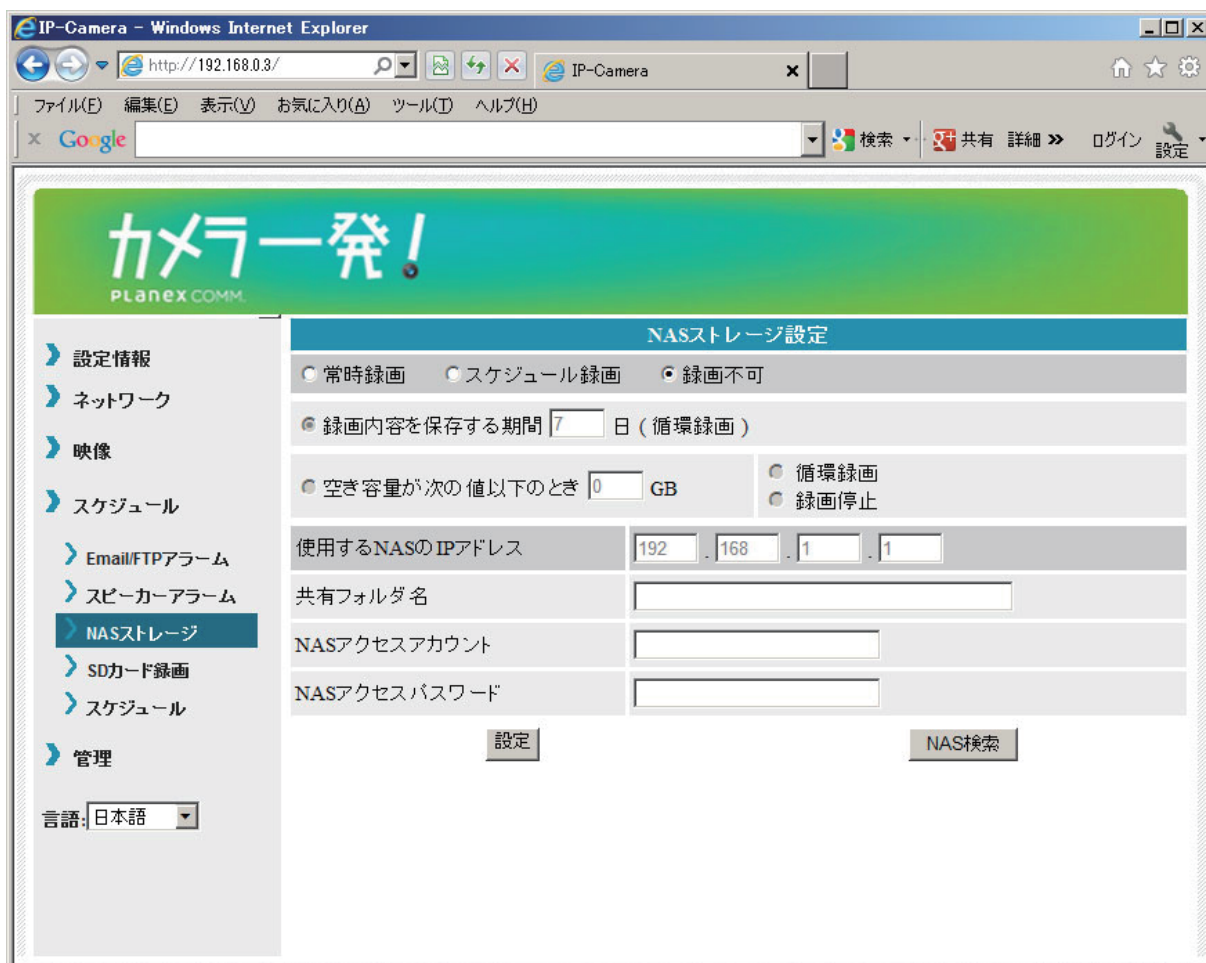 IP-Camera - Windows Internet Explorer
http://192.168.0.3/
IP-Camera
ファイル(F) 編集(E) 表示(V) お気に入り(A) ツール(T) ヘルプ(H)
Google 検索 共有 詳細 ログイン 設定
カメラ一発!
PLANEX COMM.
設定情報
ネットワーク
映像
スケジュール
Email/FTPアラーム
スピーカーアラーム
NASストレージ
SDカード録画
スケジュール
管理
言語: 日本語
NASストレージ設定
常時録画 スケジュール録画 録画不可
録画内容を保存する期間 7 日 ( 循環録画 )
空き容量が次の値以下のとき 0 GB
循環録画
録画停止
使用するNASのIPアドレス 192 . 168 . 1 . 1
共有フォルダ名
NASアクセスアカウント
NASアクセスパスワード
設定 NAS検索